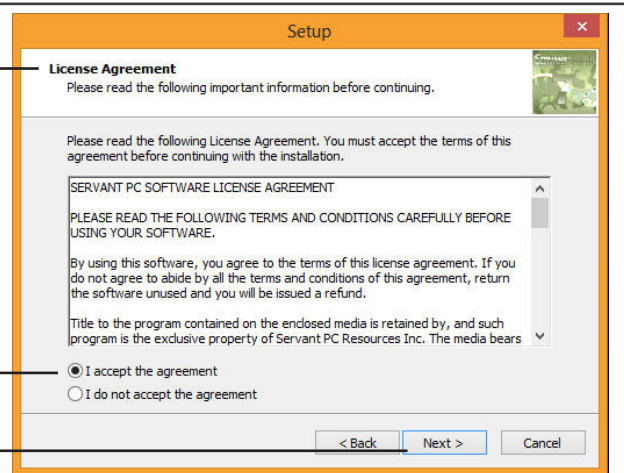 Setup
License Agreement
Please read the following important information before continuing.
Please read the following License Agreement. You must accept the terms of this
agreement before continuing with the installation.
SERVANT PC SOFTWARE LICENSE AGREEMENT
PLEASE READ THE FOLLOWING TERMS AND CONDITIONS CAREFULLY BEFORE
USING YOUR SOFTWARE.
By using this software, you agree to the terms of this license agreement. If you
do not agree to abide by all the terms and conditions of this agreement, return
the software unused and you will be issued a refund.
Title to the program contained on the enclosed media is retained by, and such
program is the exclusive property of Servant PC Resources Inc. The media bears
I accept the agreement
I do not accept the agreement
< Back Next > Cancel